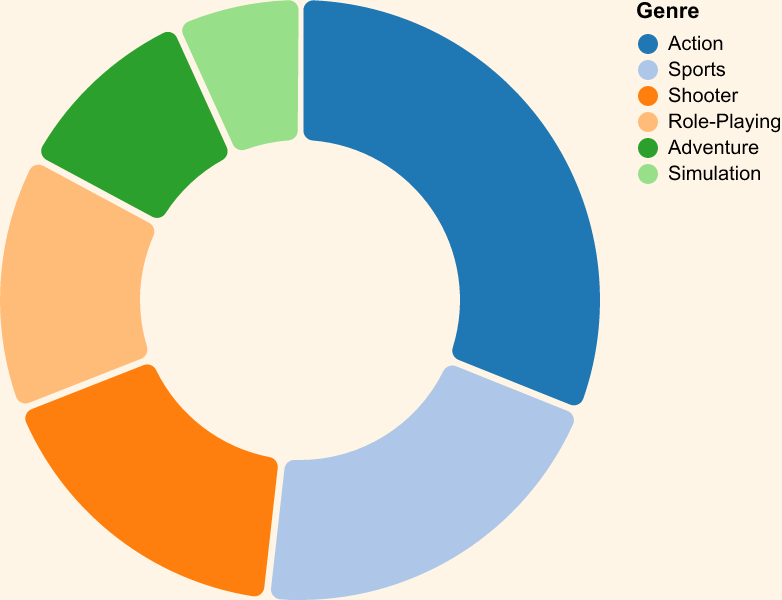 Genre
Action
Sports
Shooter
Role-Playing
Adventure
Simulation